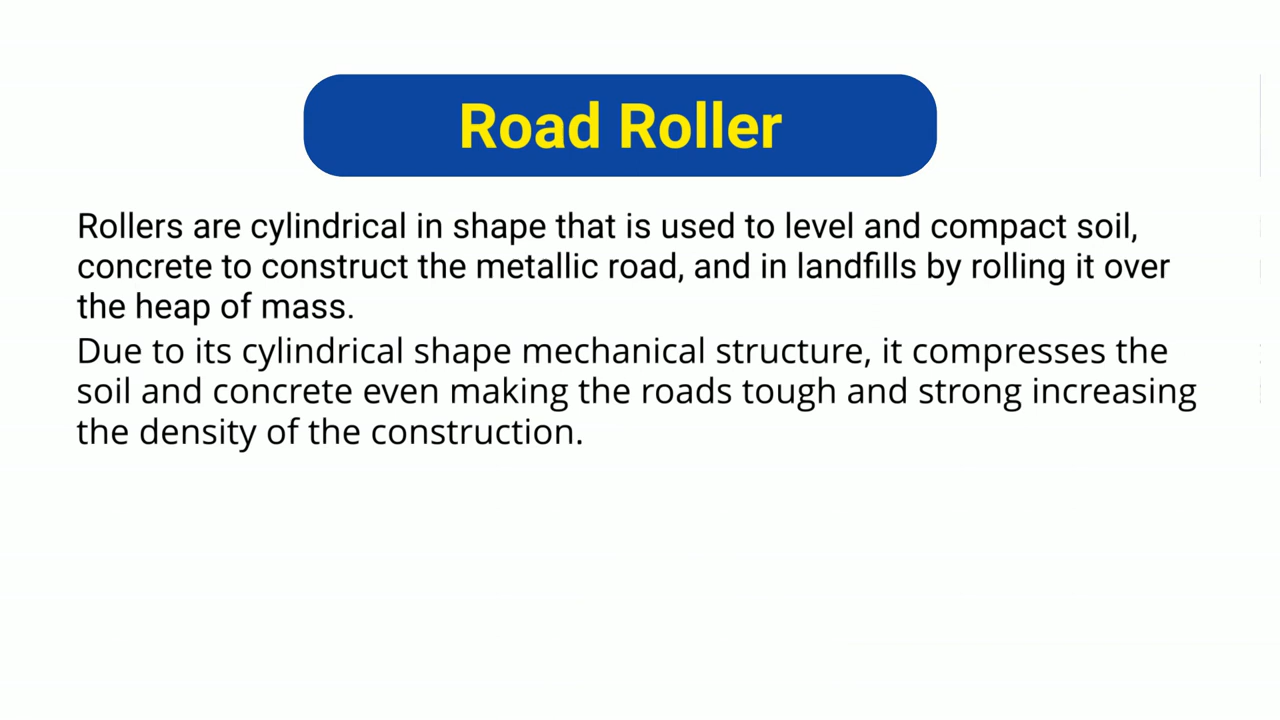 Road Roller
Rollers are cylindrical in shape that is used to level and compact soil,
concrete to construct the metallic road, and in landfills by rolling it over
the heap of mass.
Due to its cylindrical shape mechanical structure, it compresses the
soil and concrete even making the roads tough and strong increasing
the density of the construction.